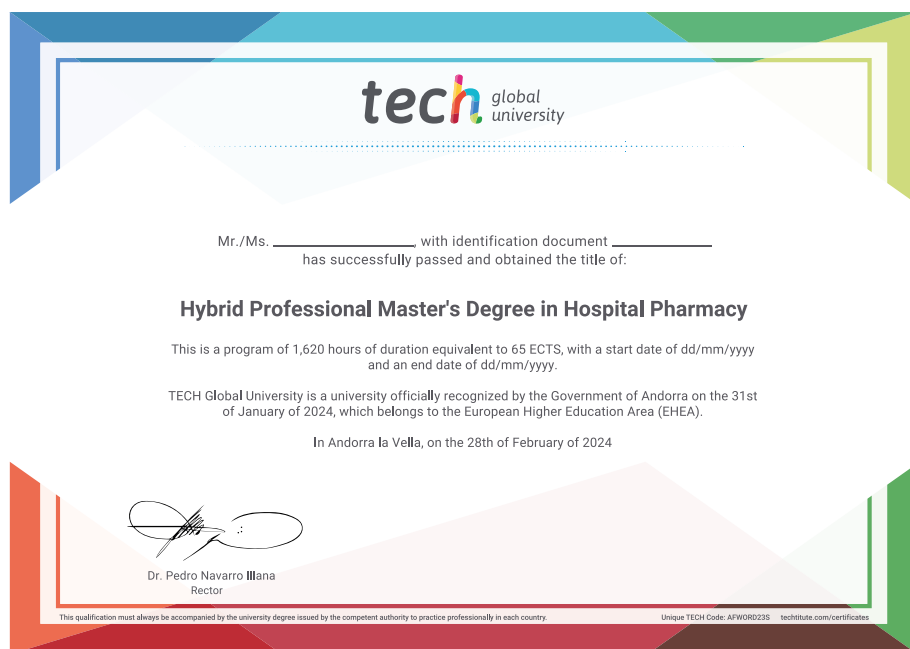 tech global university
Mr./Ms. ____________, with identification document ____________
has successfully passed and obtained the title of:
Hybrid Professional Master's Degree in Hospital Pharmacy
This is a program of 1,620 hours of duration equivalent to 65 ECTS, with a start date of dd/mm/yyyy
and an end date of dd/mm/yyyy.
TECH Global University is a university officially recognized by the Government of Andorra on the 31st
of January of 2024, which belongs to the European Higher Education Area (EHEA).
In Andorra la Vella, on the 28th of February of 2024
Dr. Pedro Navarro Illana
Rector
This qualification must always be accompanied by the university degree issued by the competent authority to practice professionally in each country.
Unique TECH Code: AFWORD23S techtitute.com/certificates